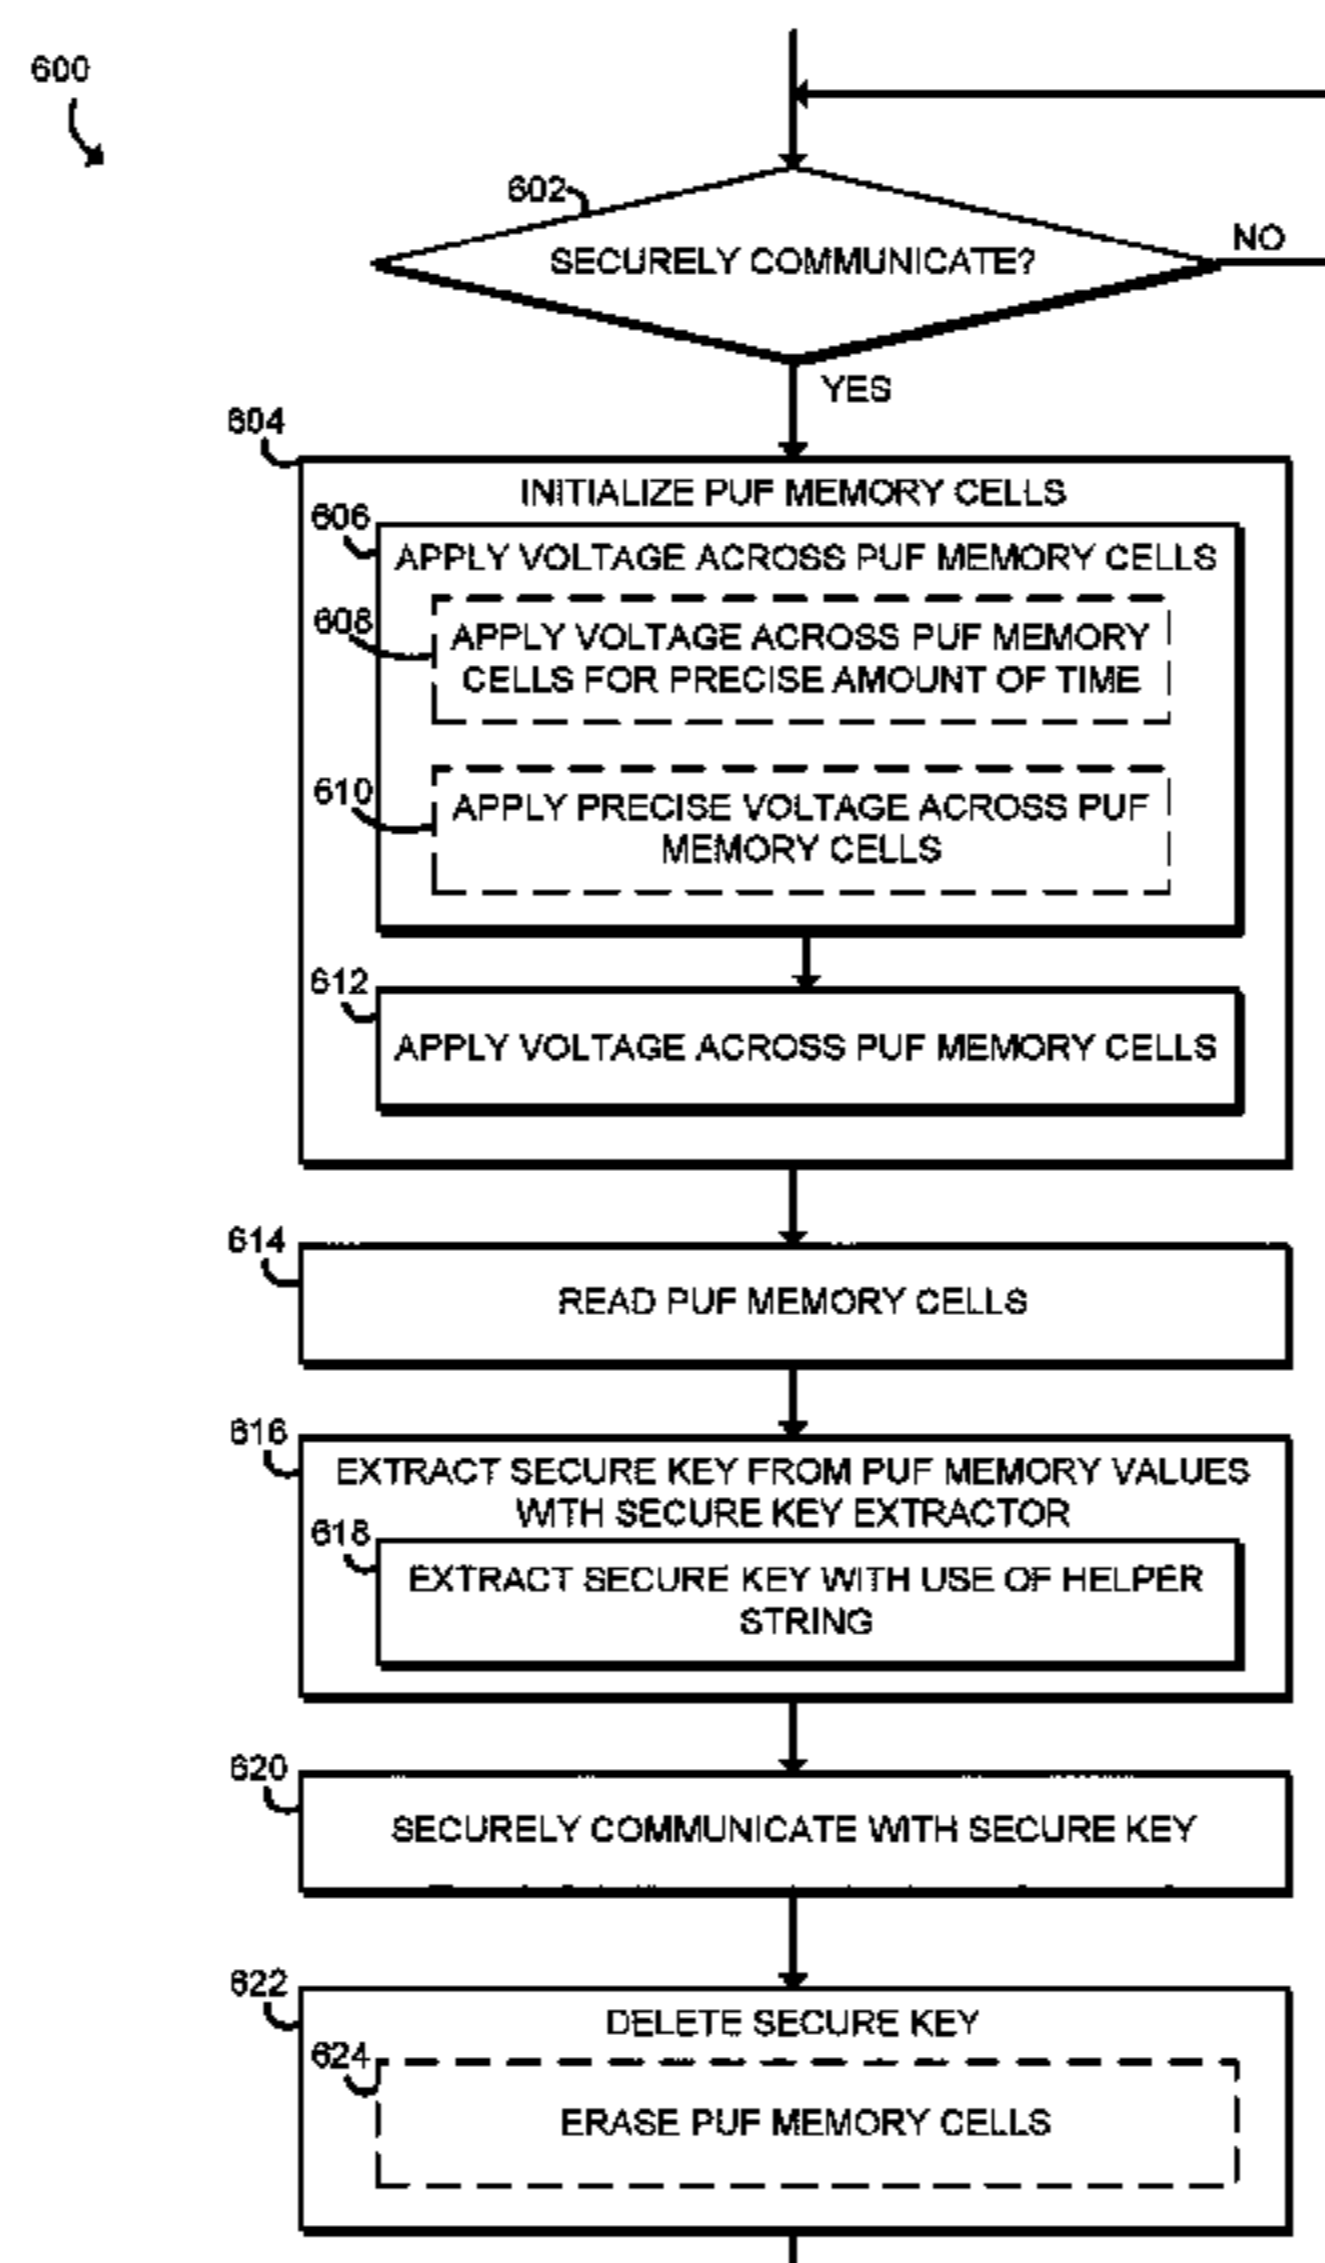 600
602
SECURELY COMMUNICATE?
NO
YES
604
INITIALIZE PUF MEMORY CELLS
606
APPLY VOLTAGE ACROSS PUF MEMORY CELLS
608
APPLY VOLTAGE ACROSS PUF MEMORY
CELLS FOR PRECISE AMOUNT OF TIME
610
APPLY PRECISE VOLTAGE ACROSS PUF
MEMORY CELLS
612
APPLY VOLTAGE ACROSS PUF MEMORY CELLS
614
READ PUF MEMORY CELLS
616
EXTRACT SECURE KEY FROM PUF MEMORY VALUES
WITH SECURE KEY EXTRACTOR
618
EXTRACT SECURE KEY WITH USE OF HELPER
STRING
620
SECURELY COMMUNICATE WITH SECURE KEY
622
DELETE SECURE KEY
624
ERASE PUF MEMORY CELLS